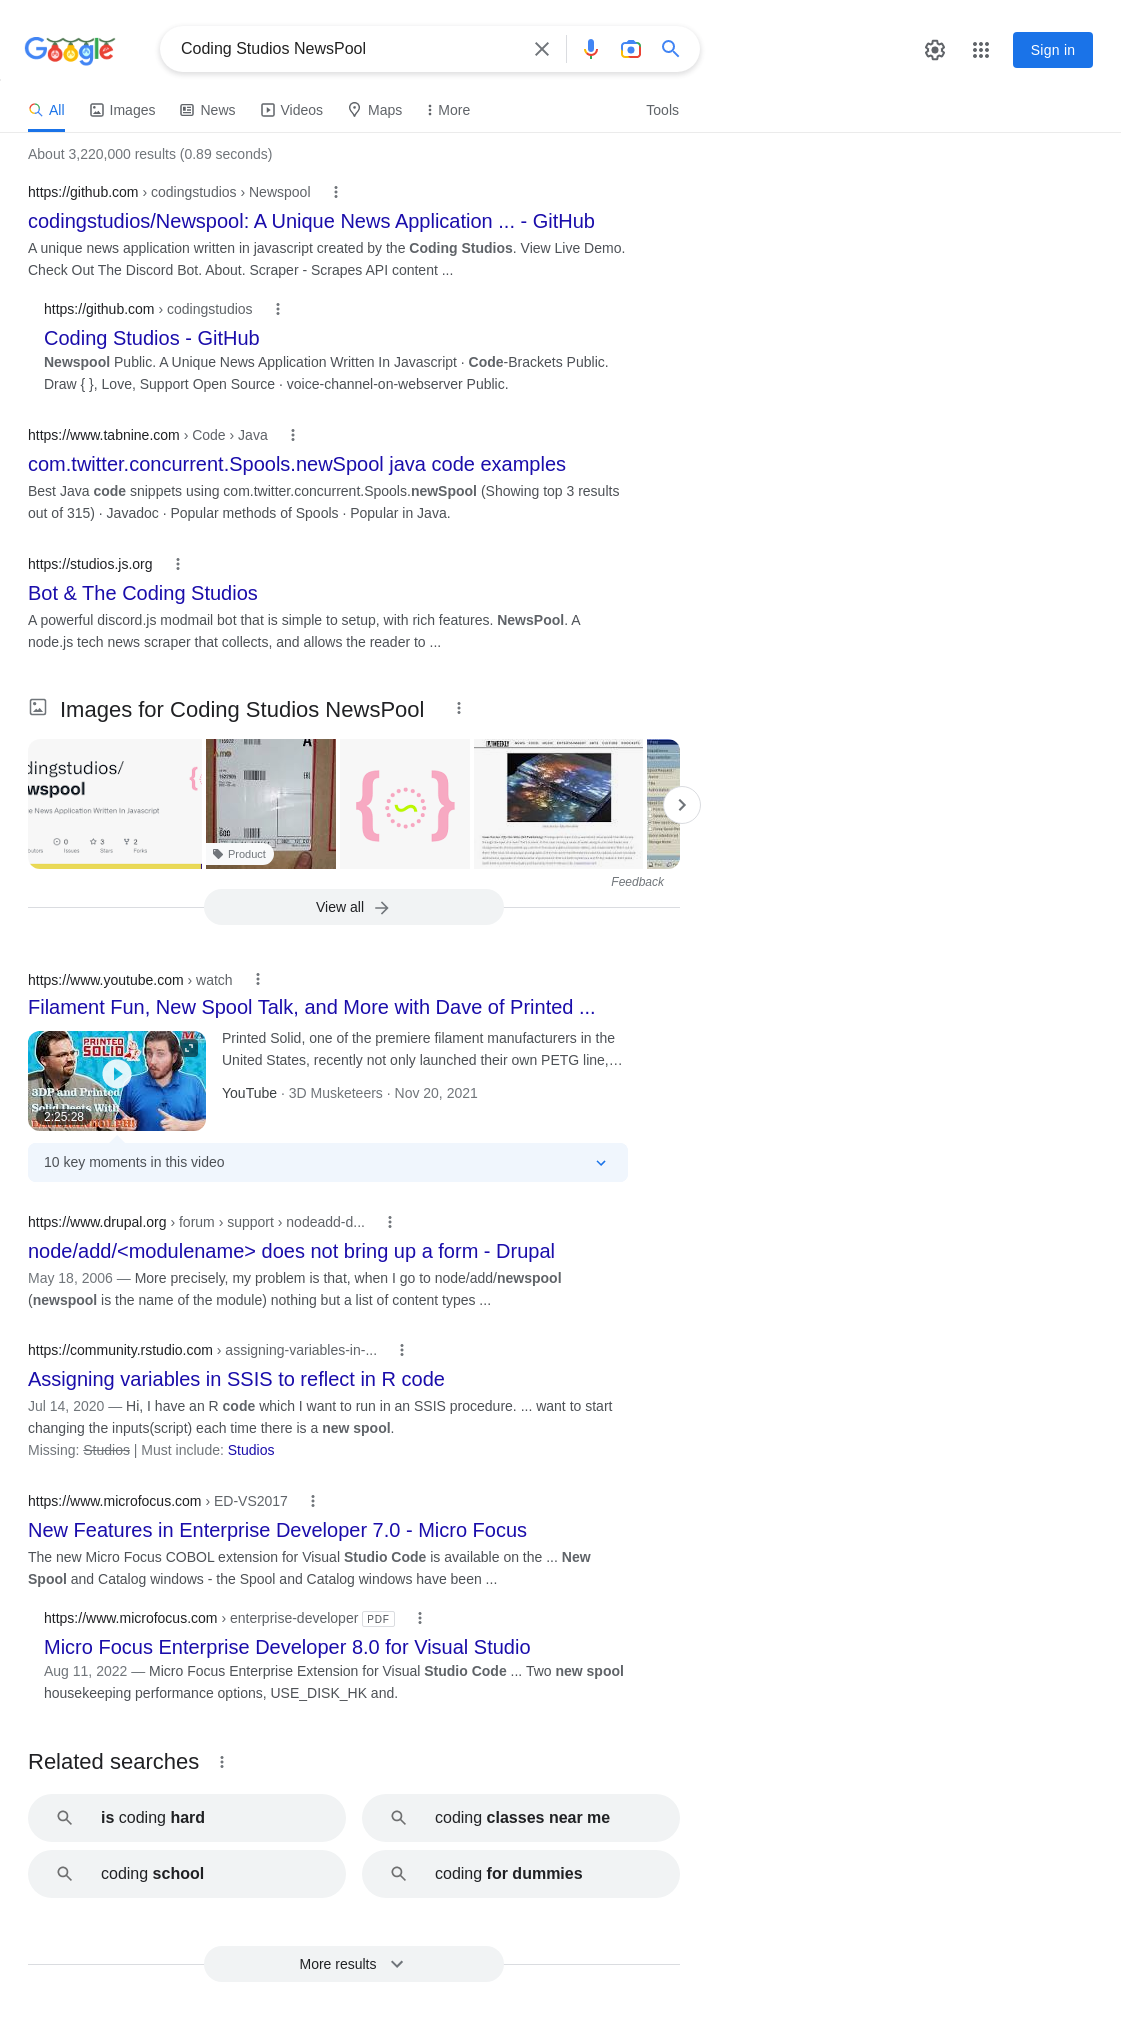 Google
Coding Studios NewsPool
Sign in
All
Images
News
Videos
Maps
More
Tools
About 3,220,000 results (0.89 seconds)
https://github.com › codingstudios › Newspool
codingstudios/Newspool: A Unique News Application ... - GitHub
A unique news application written in javascript created by the Coding Studios. View Live Demo.
Check Out The Discord Bot. About. Scraper - Scrapes API content ...
https://github.com › codingstudios
Coding Studios - GitHub
Newspool Public. A Unique News Application Written In Javascript · Code-Brackets Public.
Draw { }, Love, Support Open Source · voice-channel-on-webserver Public.
https://www.tabnine.com › Code › Java
com.twitter.concurrent.Spools.newSpool java code examples
Best Java code snippets using com.twitter.concurrent.Spools.newSpool (Showing top 3 results
out of 315) · Javadoc · Popular methods of Spools · Popular in Java.
https://studios.js.org
Bot & The Coding Studios
A powerful discord.js modmail bot that is simple to setup, with rich features. NewsPool. A
node.js tech news scraper that collects, and allows the reader to ...
Images for Coding Studios NewsPool
dingstudios/
wspool
e News Application Written In Javascript
0
3
2
Issues
Stars
Forks
Product
WEEKLY
Feedback
View all
https://www.youtube.com › watch
Filament Fun, New Spool Talk, and More with Dave of Printed ...
PRINTED
SOLID
3DP and Printed
Solid Deets With
2:25:28
Printed Solid, one of the premiere filament manufacturers in the
United States, recently not only launched their own PETG line,…
YouTube · 3D Musketeers · Nov 20, 2021
10 key moments in this video
https://www.drupal.org › forum › support › nodeadd-d...
node/add/<modulename> does not bring up a form - Drupal
May 18, 2006 — More precisely, my problem is that, when I go to node/add/newspool
(newspool is the name of the module) nothing but a list of content types ...
https://community.rstudio.com › assigning-variables-in-...
Assigning variables in SSIS to reflect in R code
Jul 14, 2020 — Hi, I have an R code which I want to run in an SSIS procedure. ... want to start
changing the inputs(script) each time there is a new spool.
Missing: Studios | Must include: Studios
https://www.microfocus.com › ED-VS2017
New Features in Enterprise Developer 7.0 - Micro Focus
The new Micro Focus COBOL extension for Visual Studio Code is available on the ... New
Spool and Catalog windows - the Spool and Catalog windows have been ...
https://www.microfocus.com › enterprise-developer PDF
Micro Focus Enterprise Developer 8.0 for Visual Studio
Aug 11, 2022 — Micro Focus Enterprise Extension for Visual Studio Code ... Two new spool
housekeeping performance options, USE_DISK_HK and.
Related searches
is coding hard
coding classes near me
coding school
coding for dummies
More results